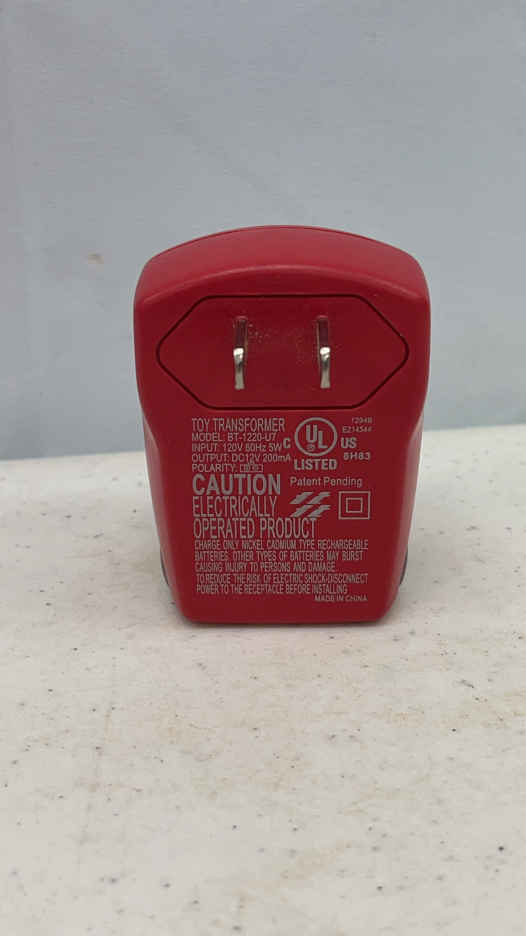 TOY TRANSFORMER
MODEL: BT-1220-U7
INPUT: 120V 60Hz 5W
OUTPUT: DC12V 200mA
POLARITY:
E214544
C UL US
LISTED
6H83
Patent Pending
CAUTION
ELECTRICALLY
OPERATED PRODUCT
CHARGE ONLY NICKEL CADMIUM TYPE RECHARGEABLE
BATTERIES. OTHER TYPES OF BATTERIES MAY BURST
CAUSING INJURY TO PERSONS AND DAMAGE.
TO REDUCE THE RISK OF ELECTRIC SHOCK-DISCONNECT
POWER TO THE RECEPTACLE BEFORE INSTALLING
MADE IN CHINA